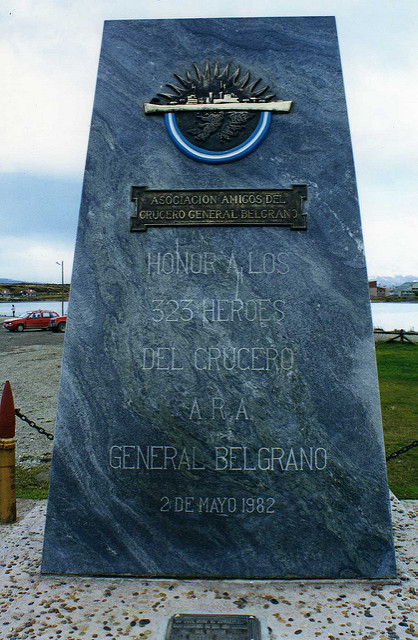 ASOCIACION AMIGOS DEL
CRUCERO GENERAL BELGRANO
HONOR A LOS
323 HEROES
DEL CRUCERO
A.R.A.
GENERAL BELGRANO
2 DE MAYO 1982